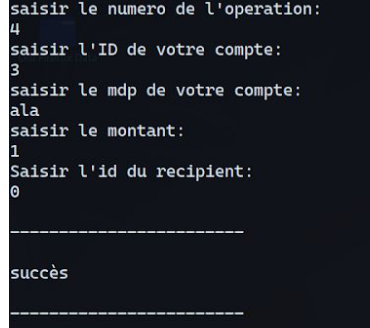 saisir le numero de l'operation:
4
saisir l'ID de votre compte:
3
saisir le mdp de votre compte:
ala
saisir le montant:
1
Saisir l'id du recipient:
0
------------------------
succès
------------------------